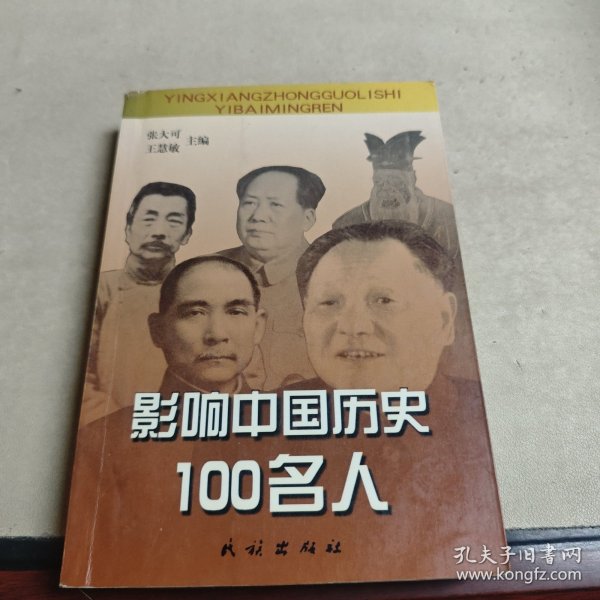 YINGXIANGZHONGGUOLISHI
YIBAIMINGREN
张大可
王慧敏
主编
影响中国历史
100名人
民族出版社
孔夫子旧书网
www.kongfz.com